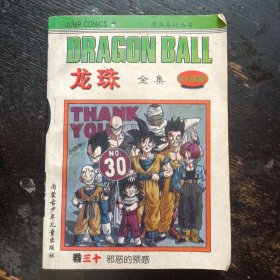 JUMP COMICS
漫画系列丛书
DRAGON BALL
龙珠 全集
THANK
YOU
NO.
30
卷三十 邪恶的预感
内蒙古少年儿童出版社